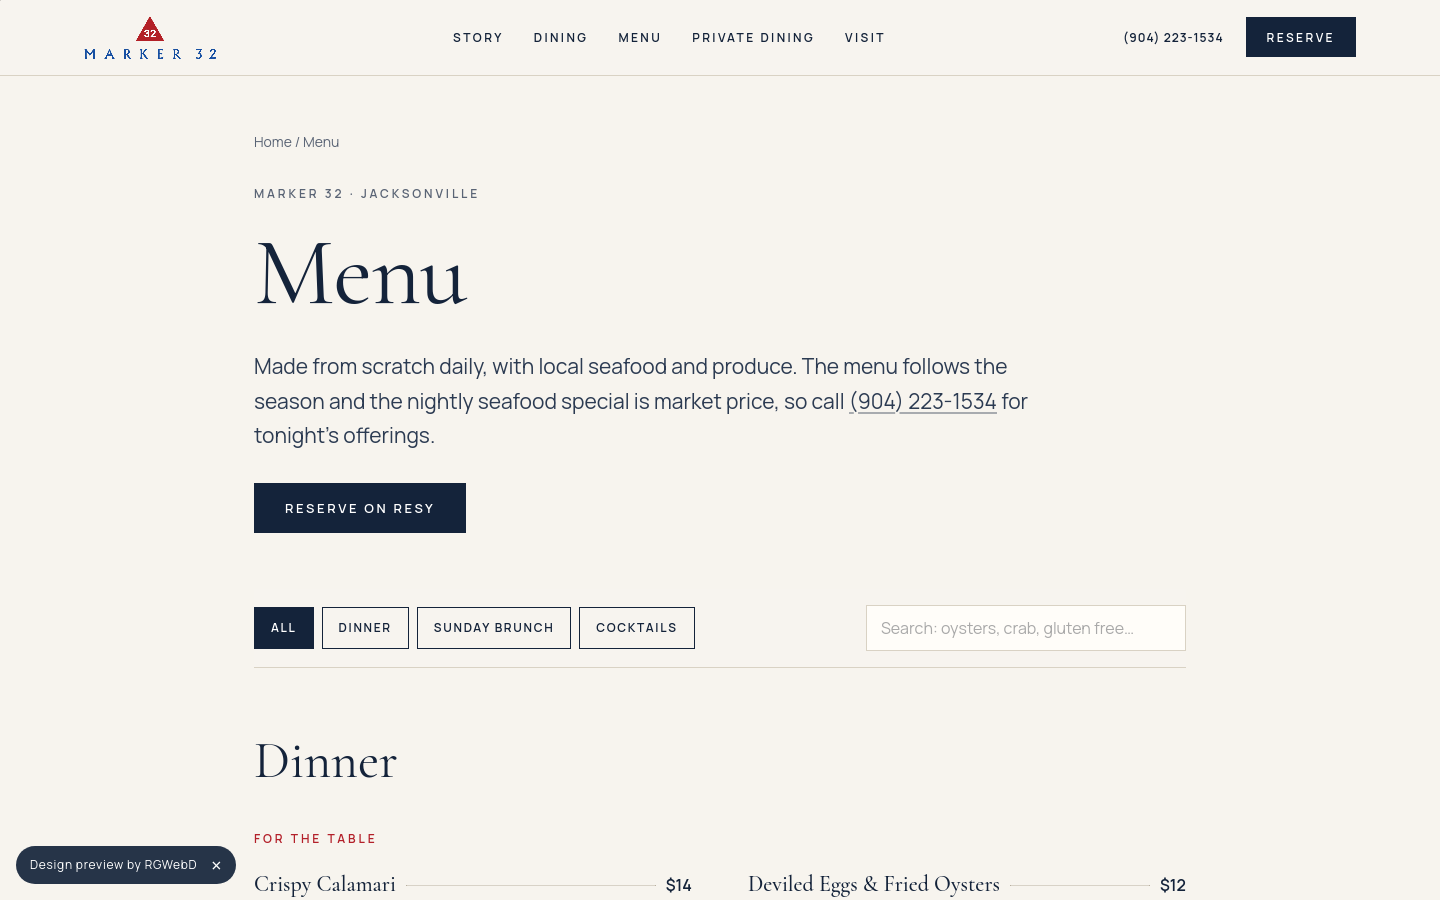 32
MARKER 32
STORY DINING MENU PRIVATE DINING VISIT
(904) 223-1534 RESERVE
Home / Menu
MARKER 32 · JACKSONVILLE
Menu
Made from scratch daily, with local seafood and produce. The menu follows the
season and the nightly seafood special is market price, so call (904) 223-1534 for
tonight's offerings.
RESERVE ON RESY
ALL DINNER SUNDAY BRUNCH COCKTAILS
Search: oysters, crab, gluten free...
Dinner
FOR THE TABLE
Crispy Calamari $14
Deviled Eggs & Fried Oysters $12
Design preview by RGWebD ×